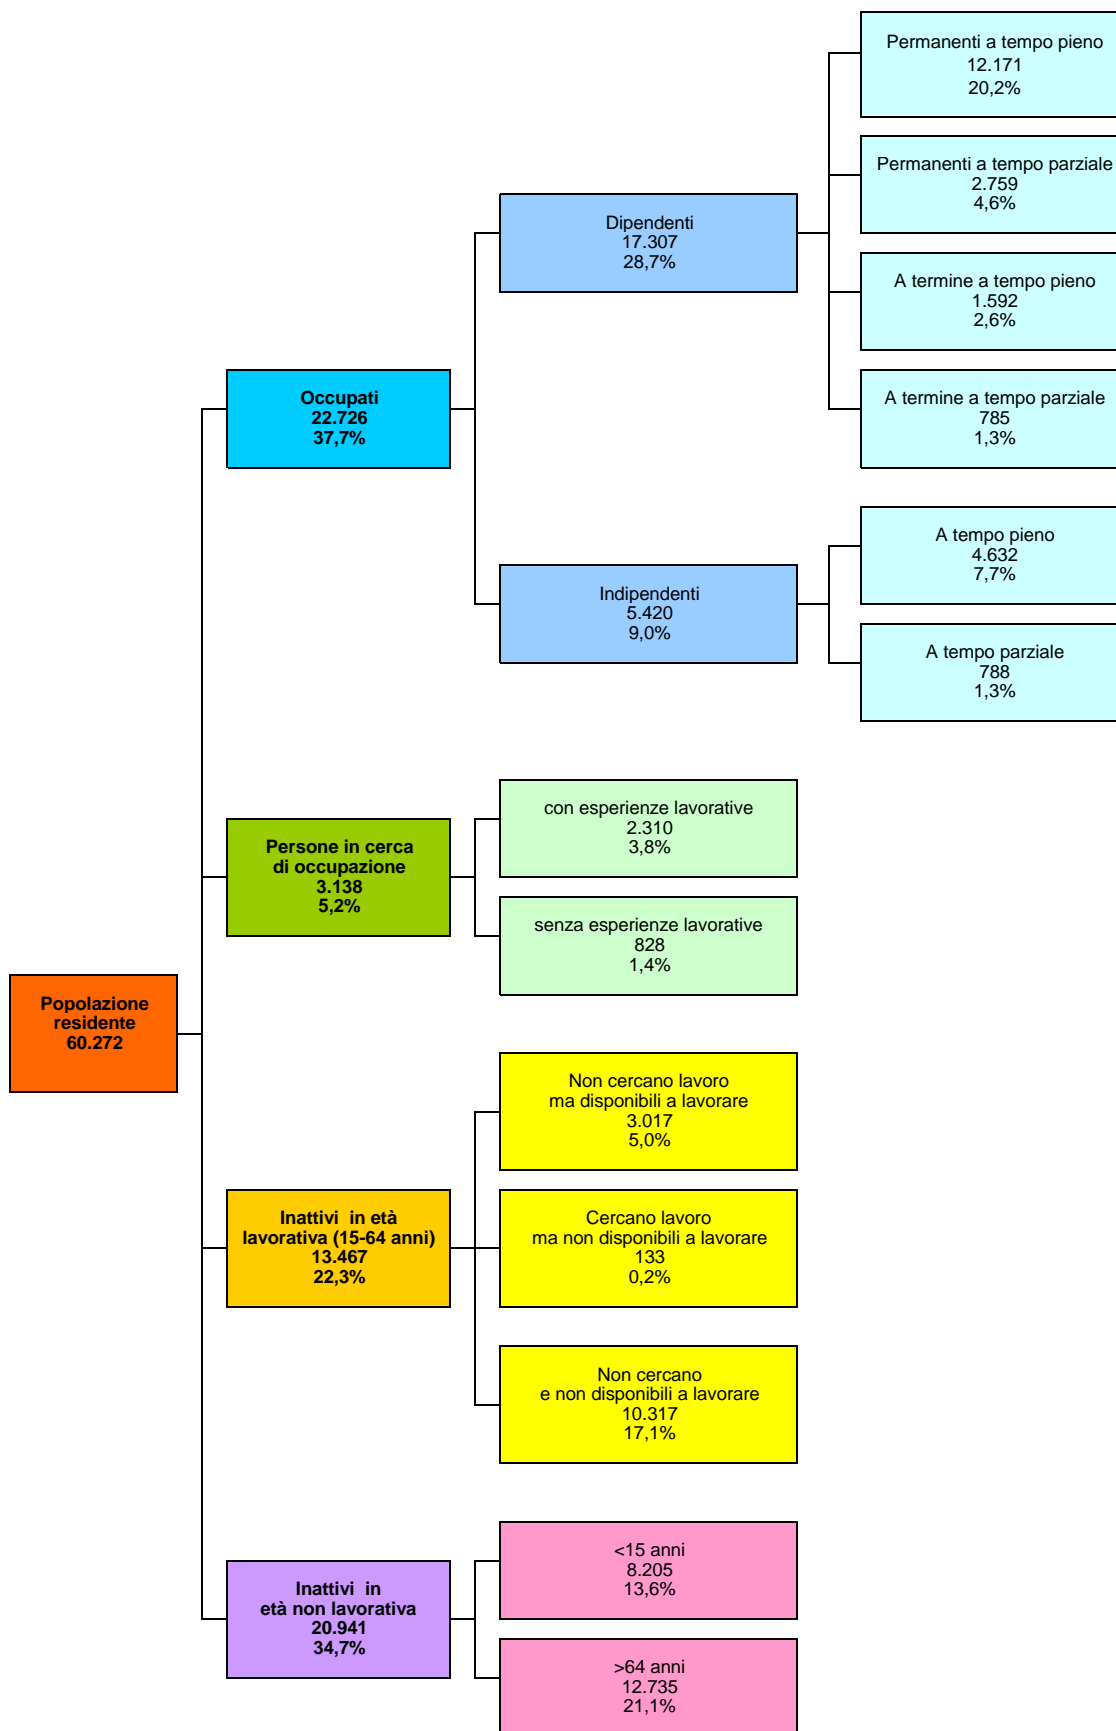 Popolazione
residente
60.272
Occupati
22.726
37,7%
Dipendenti
17.307
28,7%
Permanenti a tempo pieno
12.171
20,2%
Permanenti a tempo parziale
2.759
4,6%
A termine a tempo pieno
1.592
2,6%
A termine a tempo parziale
785
1,3%
Indipendenti
5.420
9,0%
A tempo pieno
4.632
7,7%
A tempo parziale
788
1,3%
Persone in cerca
di occupazione
3.138
5,2%
con esperienze lavorative
2.310
3,8%
senza esperienze lavorative
828
1,4%
Inattivi in età
lavorativa (15-64 anni)
13.467
22,3%
Non cercano lavoro
ma disponibili a lavorare
3.017
5,0%
Cercano lavoro
ma non disponibili a lavorare
133
0,2%
Non cercano
e non disponibili a lavorare
10.317
17,1%
Inattivi in
età non lavorativa
20.941
34,7%
<15 anni
8.205
13,6%
>64 anni
12.735
21,1%